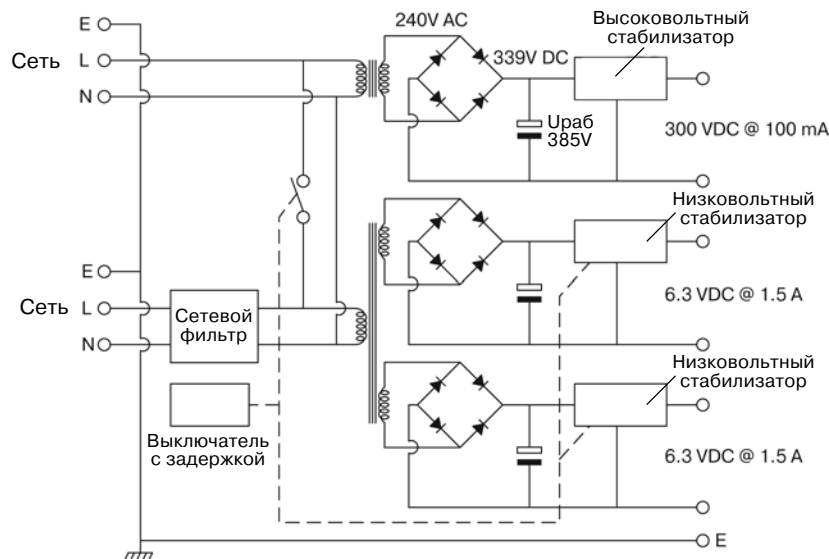 E
240V AC
Высоковольтный
стабилизатор
Сеть L
339V DC
N
Uраб
385V
300 VDC @ 100 mA
Низковольтный
стабилизатор
E
Сеть L
Сетевой
фильтр
6.3 VDC @ 1.5 A
N
Низковольтный
стабилизатор
Выключатель
с задержкой
6.3 VDC @ 1.5 A
E